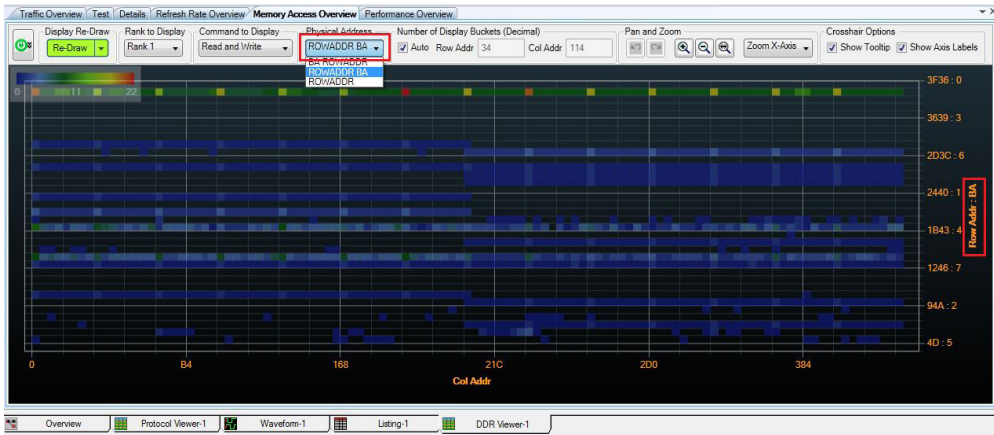 Traffic Overview Test Details Refresh Rate Overview Memory Access Overview Performance Overview
Display Re-Draw Rank to Display Command to Display Physical Address Number of Display Buckets (Decimal) Pan and Zoom Crosshair Options
Re-Draw Rank 1 Read and Write ROWADDR BA Auto Row Addr 34 Col Addr 114 Zoom X-Axis Show Tooltip Show Axis Labels
BA ROWADDR
ROWADDR BA
ROWADDR
0 11 22
3F36 : 0
3639 : 3
2D3C : 6
2440 : 1
1B43 : 4
1246 : 7
94A : 2
4D : 5
Row Addr : BA
0 B4 168 21C 2D0 384
Col Addr
Overview Protocol Viewer-1 Waveform-1 Listing-1 DDR Viewer-1